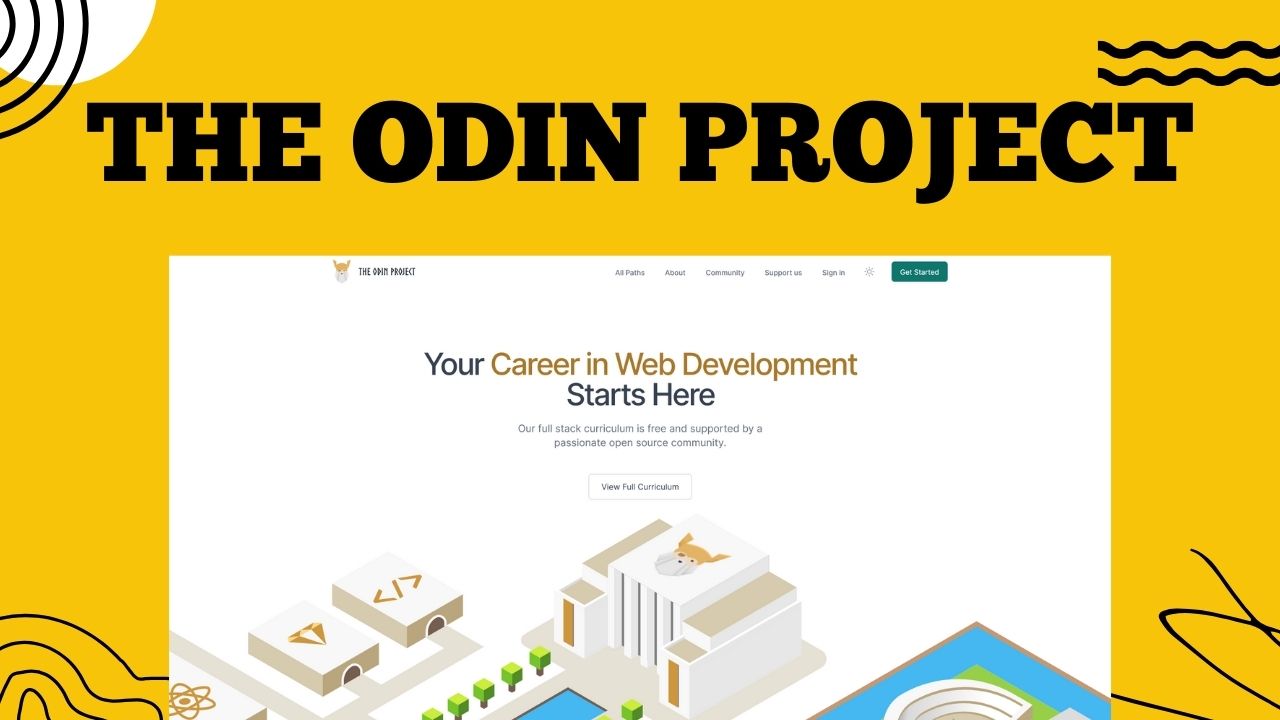 THE ODIN PROJECT
THE ODIN PROJECT
All Paths
About
Community
Support us
Sign in
Get Started
Your Career in Web Development
Starts Here
Our full stack curriculum is free and supported by a
passionate open source community.
View Full Curriculum
</>